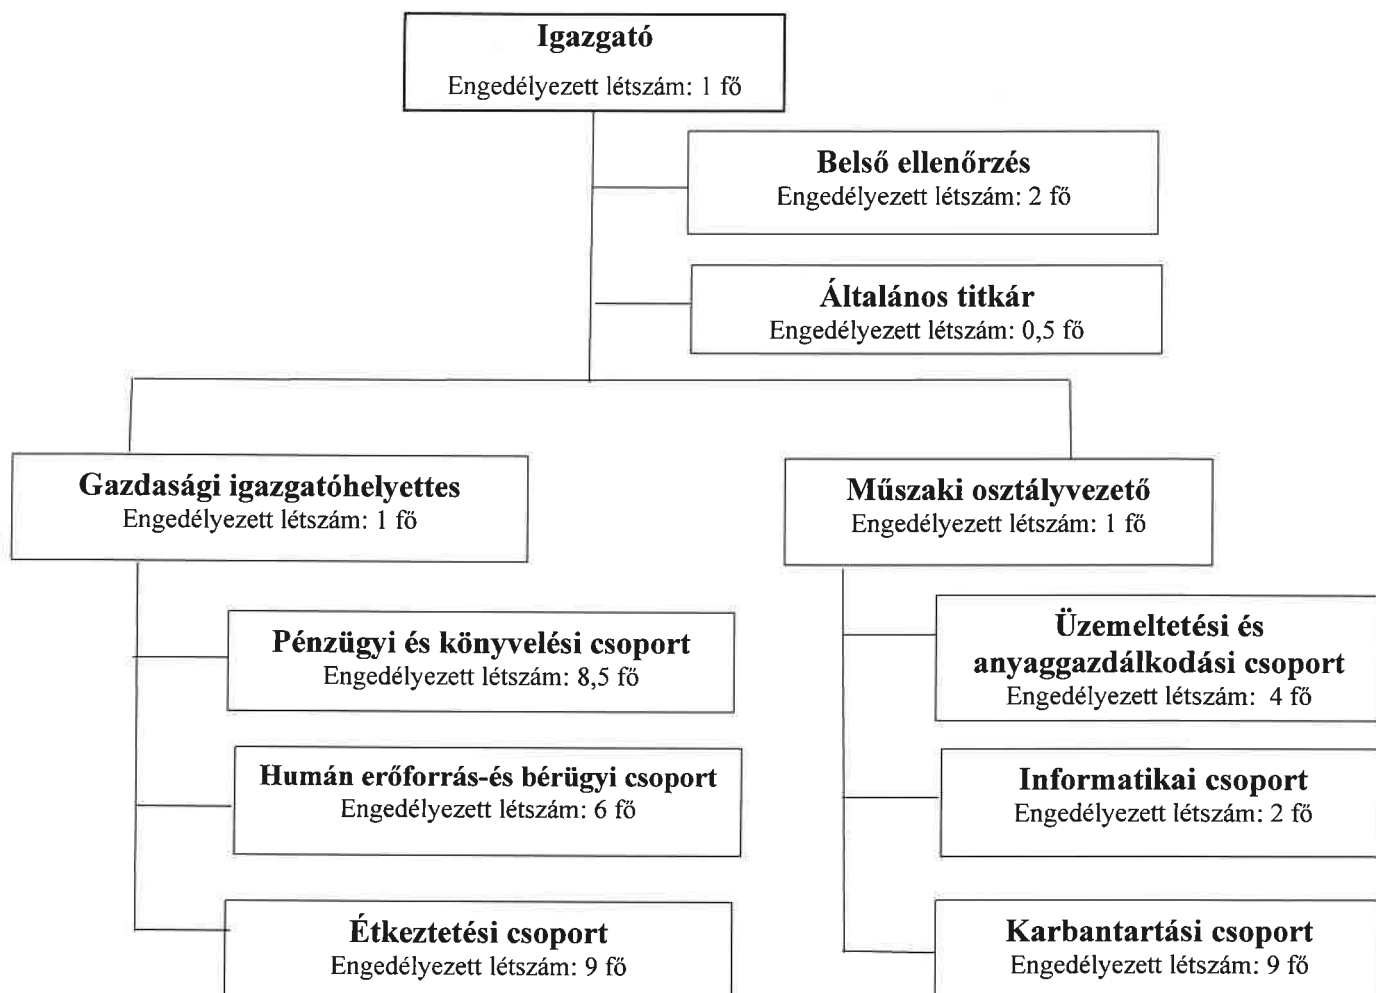 Igazgató
Engedélyezett létszám: 1 fő
Belső ellenőrzés
Engedélyezett létszám: 2 fő
Általános titkár
Engedélyezett létszám: 0,5 fő
Gazdasági igazgatóhelyettes
Engedélyezett létszám: 1 fő
Műszaki osztályvezető
Engedélyezett létszám: 1 fő
Pénzügyi és könyvelési csoport
Engedélyezett létszám: 8,5 fő
Humán erőforrás-és bérügyi csoport
Engedélyezett létszám: 6 fő
Étkeztetési csoport
Engedélyezett létszám: 9 fő
Üzemeltetési és
anyaggazdálkodási csoport
Engedélyezett létszám: 4 fő
Informatikai csoport
Engedélyezett létszám: 2 fő
Karbantartási csoport
Engedélyezett létszám: 9 fő